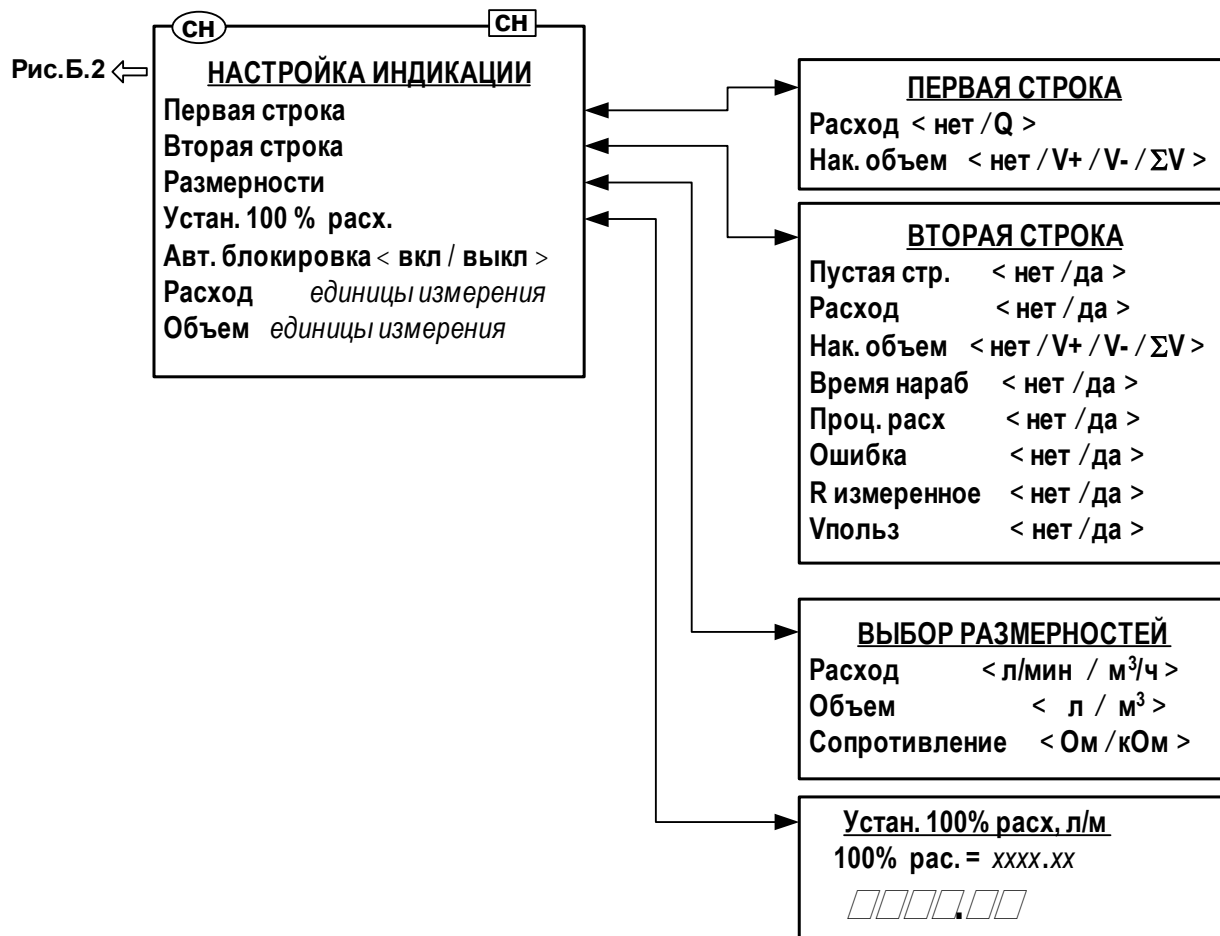 СН
СН
Рис.Б.2
НАСТРОЙКА ИНДИКАЦИИ
Первая строка
Вторая строка
Размерности
Устан. 100 % расх.
Авт. блокировка < вкл / выкл >
Расход единицы измерения
Объем единицы измерения
ПЕРВАЯ СТРОКА
Расход < нет / Q >
Нак. объем < нет / V+ / V- / ΣV >
ВТОРАЯ СТРОКА
Пустая стр. < нет / да >
Расход < нет / да >
Нак. объем < нет / V+ / V- / ΣV >
Время нараб < нет / да >
Проц. расх < нет / да >
Ошибка < нет / да >
R измеренное < нет / да >
Vпольз < нет / да >
ВЫБОР РАЗМЕРНОСТЕЙ
Расход < л/мин / м³/ч >
Объем < л / м³ >
Сопротивление < Ом / кОм >
Устан. 100% расх, л/м
100% рас. = xxxx.xx